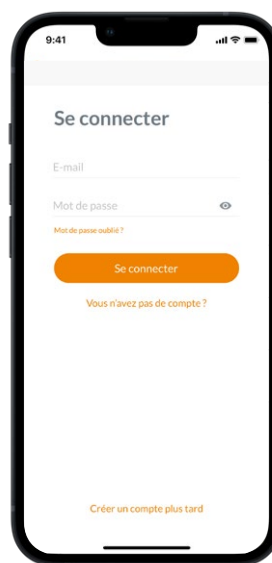 9:41
Se connecter
E-mail
Mot de passe
Mot de passe oublié ?
Se connecter
Vous n'avez pas de compte ?
Créer un compte plus tard